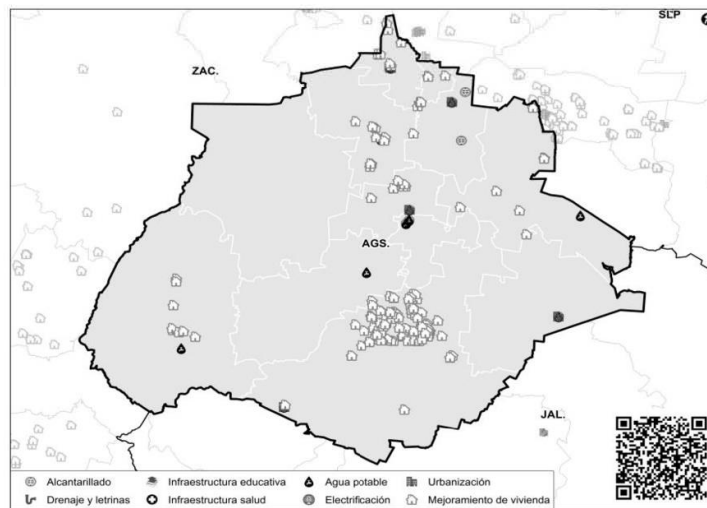 SLP
ZAC.
AGS.
JAL.
Alcantarillado
Infraestructura educativa
Agua potable
Urbanización
Drenaje y letrinas
Infraestructura salud
Electrificación
Mejoramiento de vivienda